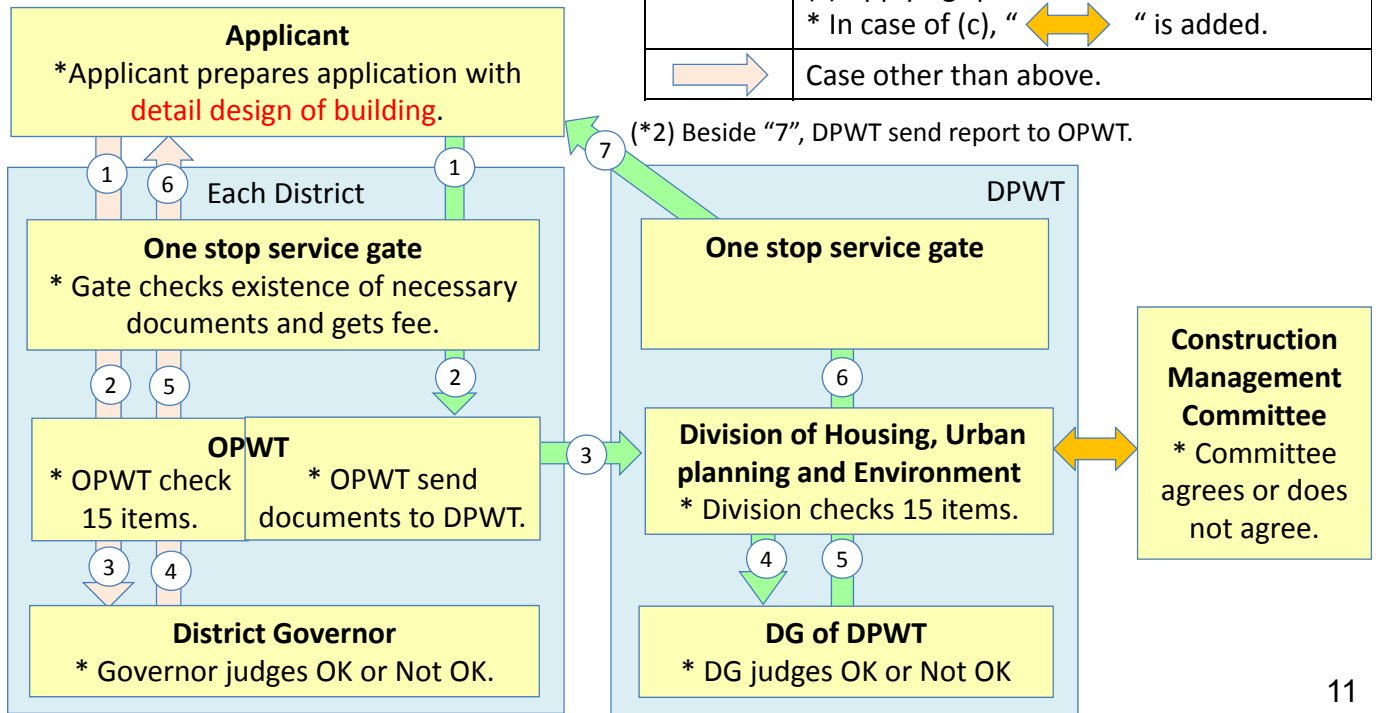 * In case of (c), “ “ is added.
Case other than above.
(*2) Beside “7”, DPWT send report to OPWT.
Applicant
*Applicant prepares application with
detail design of building.
1
6
1
7
Each District
DPWT
One stop service gate
* Gate checks existence of necessary
documents and gets fee.
One stop service gate
2
5
2
6
OPWT
* OPWT check
15 items.
* OPWT send
documents to DPWT.
3
Division of Housing, Urban
planning and Environment
* Division checks 15 items.
Construction
Management
Committee
* Committee
agrees or does
not agree.
3
4
4
5
District Governor
* Governor judges OK or Not OK.
DG of DPWT
* DG judges OK or Not OK
11